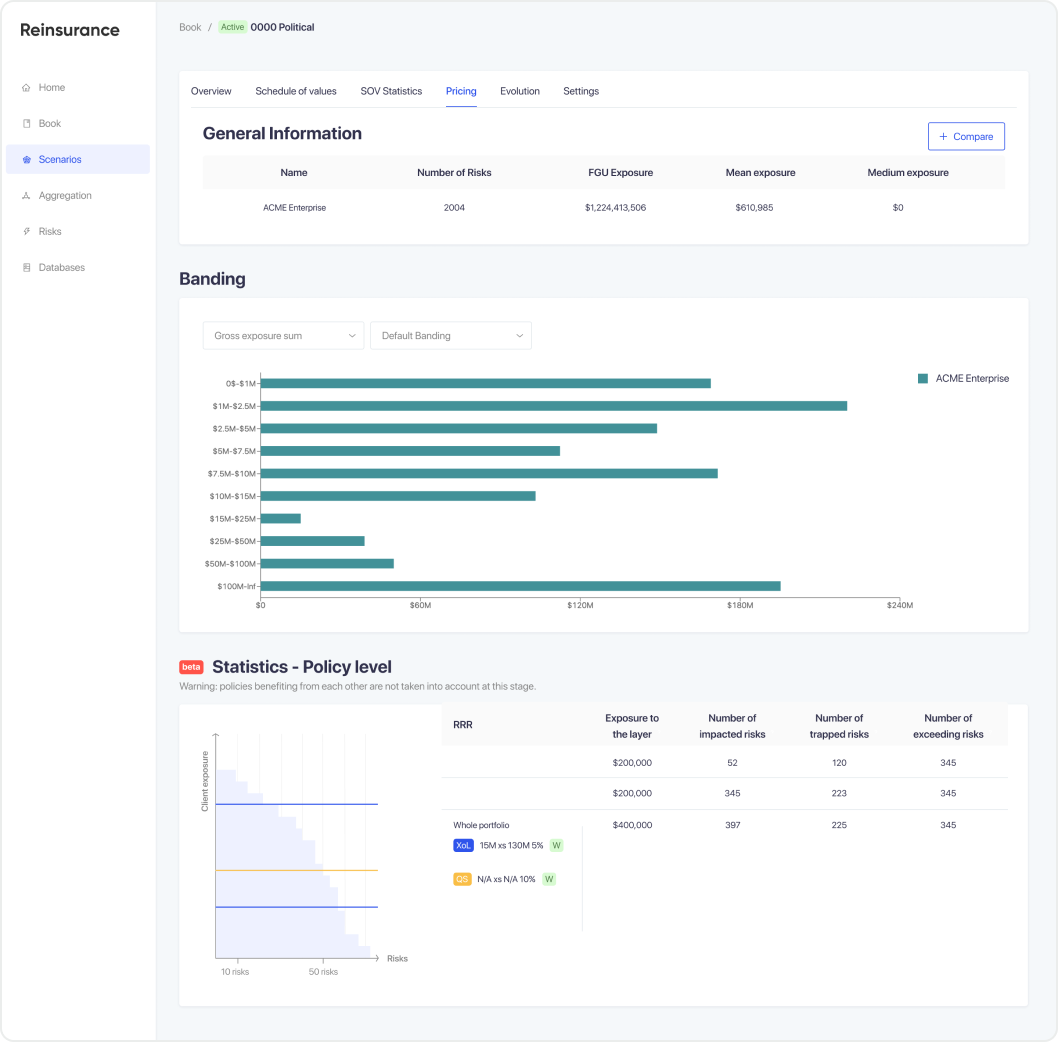 Reinsurance
Home
Book
Scenarios
Aggregation
Risks
Databases
Book / Active 0000 Political
Overview Schedule of values SOV Statistics Pricing Evolution Settings
General Information
+ Compare
Name Number of Risks FGU Exposure Mean exposure Medium exposure
ACME Enterprise 2004 $1,224,413,506 $610,985 $0
Banding
Gross exposure sum Default Banding
ACME Enterprise
0$-$1M
$1M-$2.5M
$2.5M-$5M
$5M-$7.5M
$7.5M-$10M
$10M-$15M
$15M-$25M
$25M-$50M
$50M-$100M
$100M-Inf
$0 $60M $120M $180M $240M
beta Statistics - Policy level
Warning: policies benefiting from each other are not taken into account at this stage.
Client exposure
Risks
10 risks 50 risks
RRR
Exposure to the layer
Number of impacted risks
Number of trapped risks
Number of exceeding risks
$200,000 52 120 345
$200,000 345 223 345
Whole portfolio $400,000 397 225 345
XoL 15M xs 130M 5% W
QS N/A xs N/A 10% W